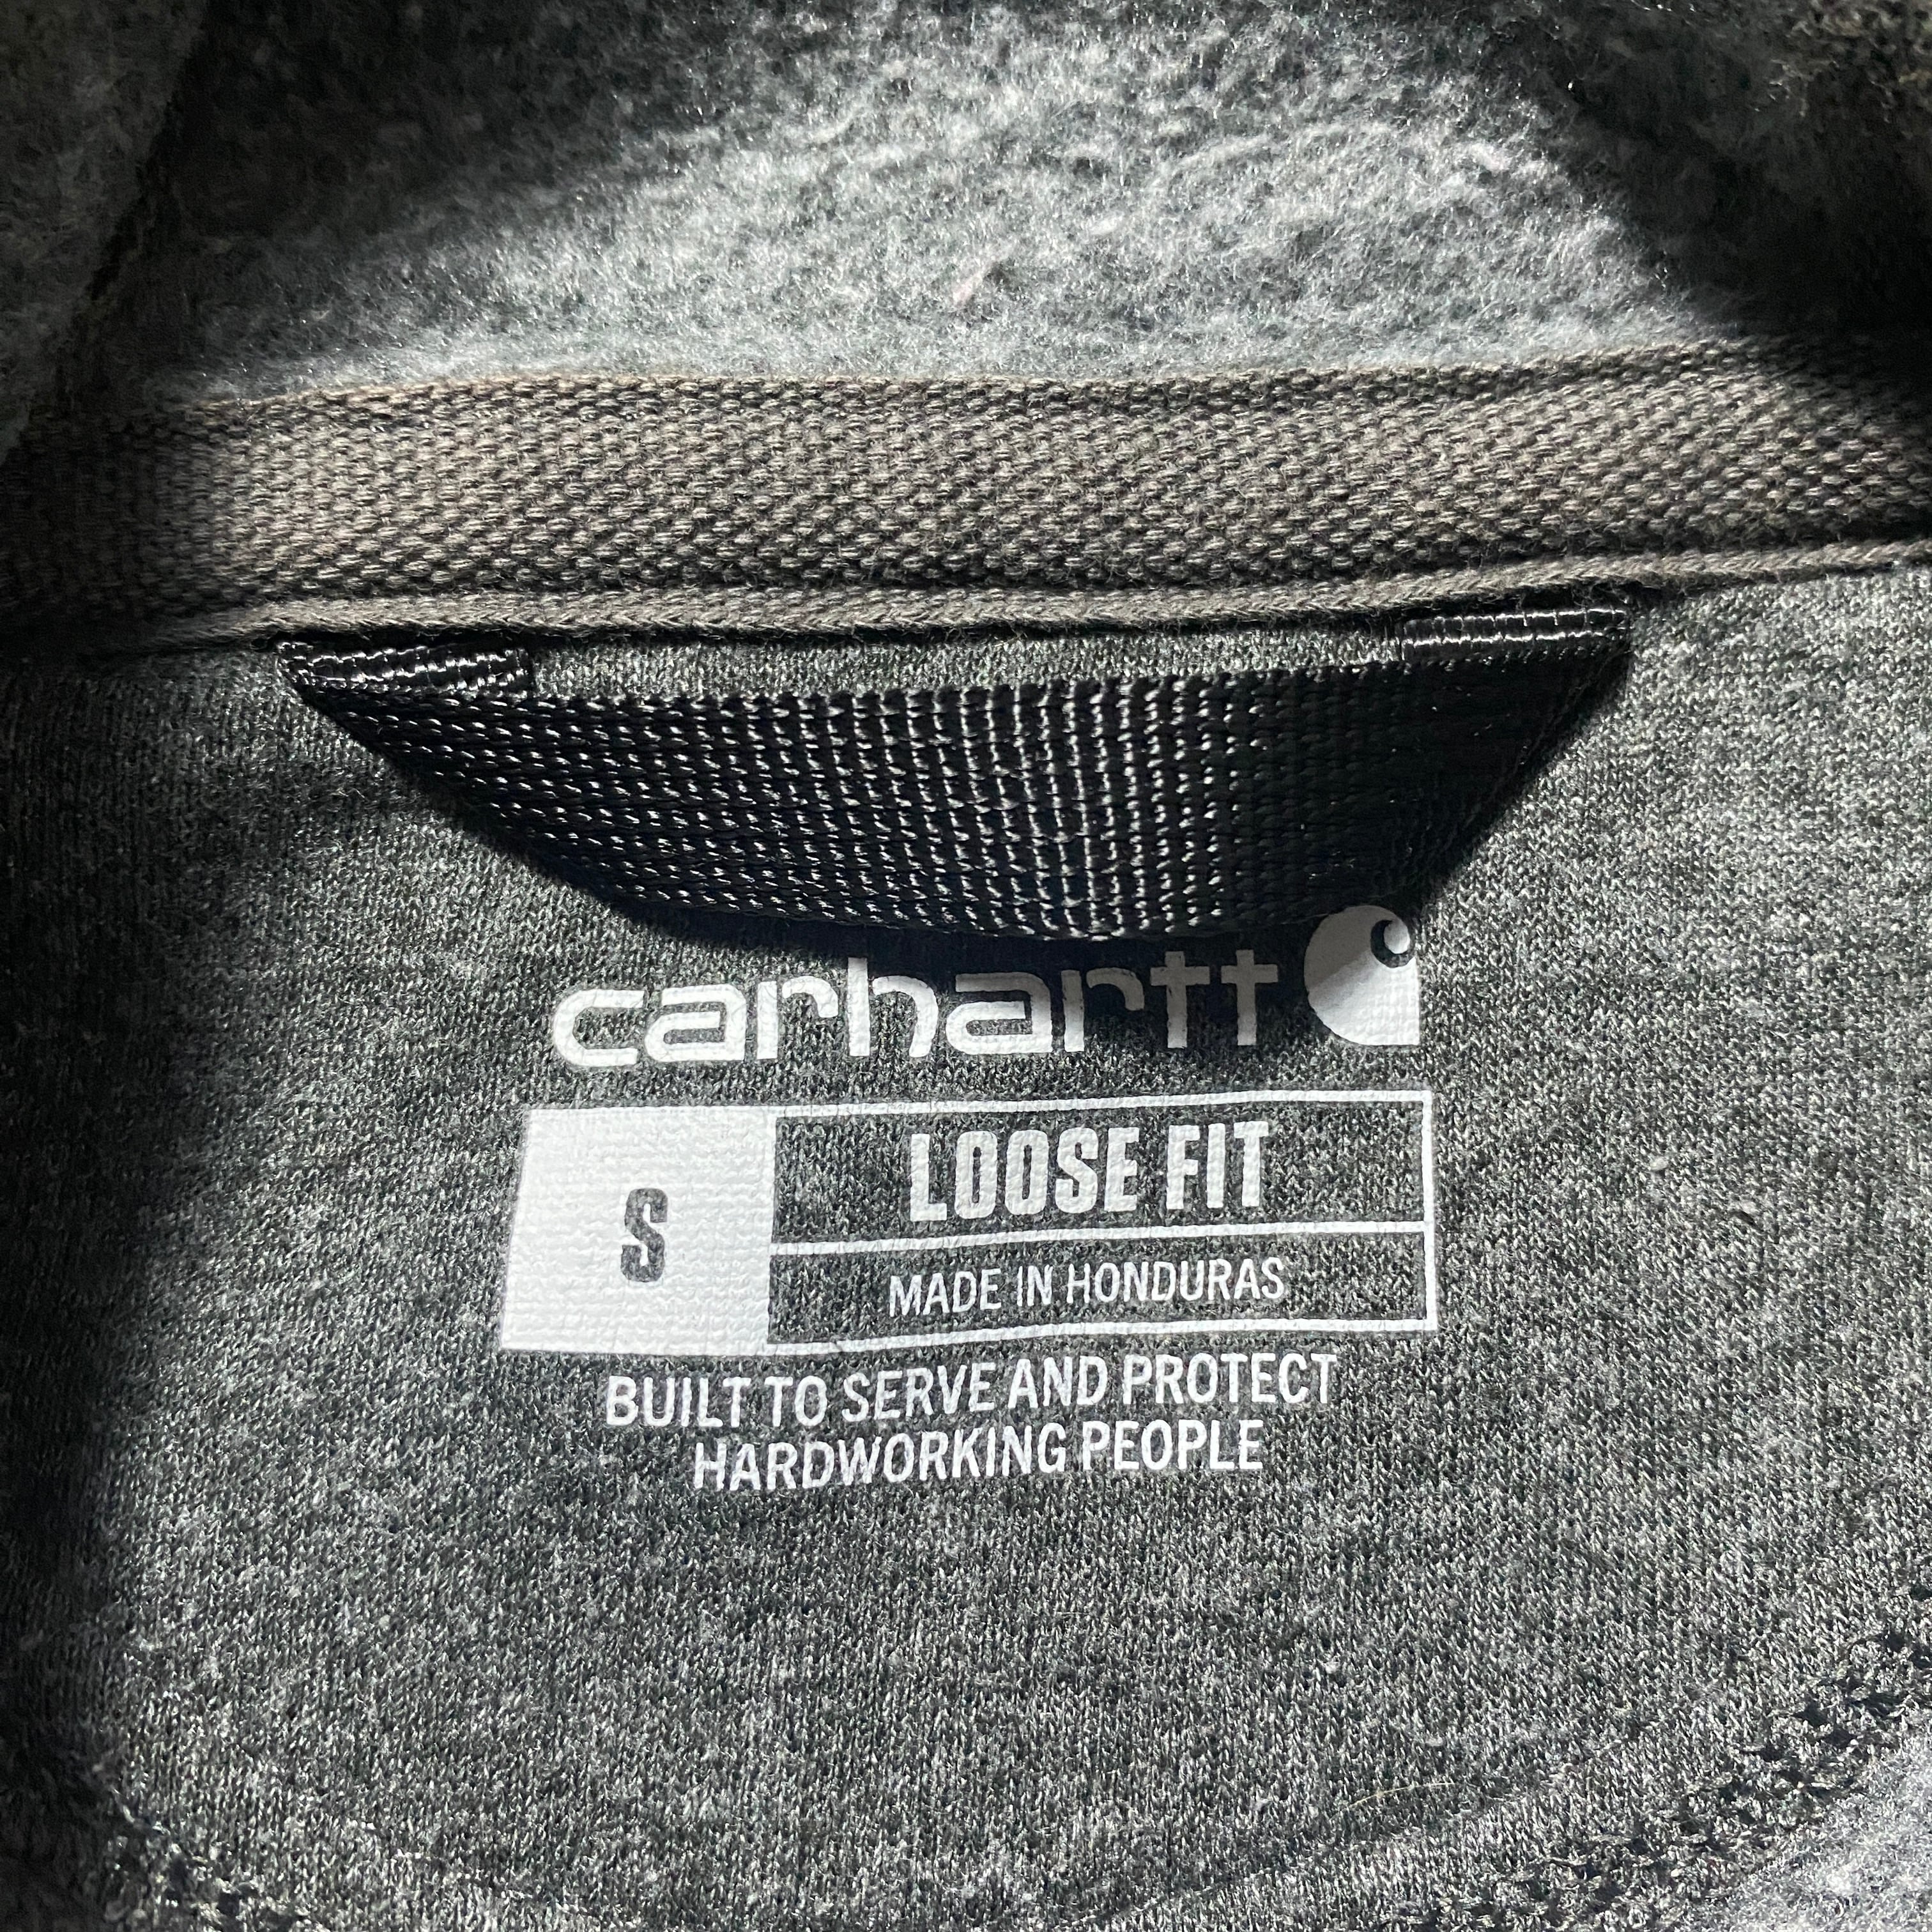 carhartt
S
LOOSE FIT
MADE IN HONDURAS
BUILT TO SERVE AND PROTECT
HARDWORKING PEOPLE